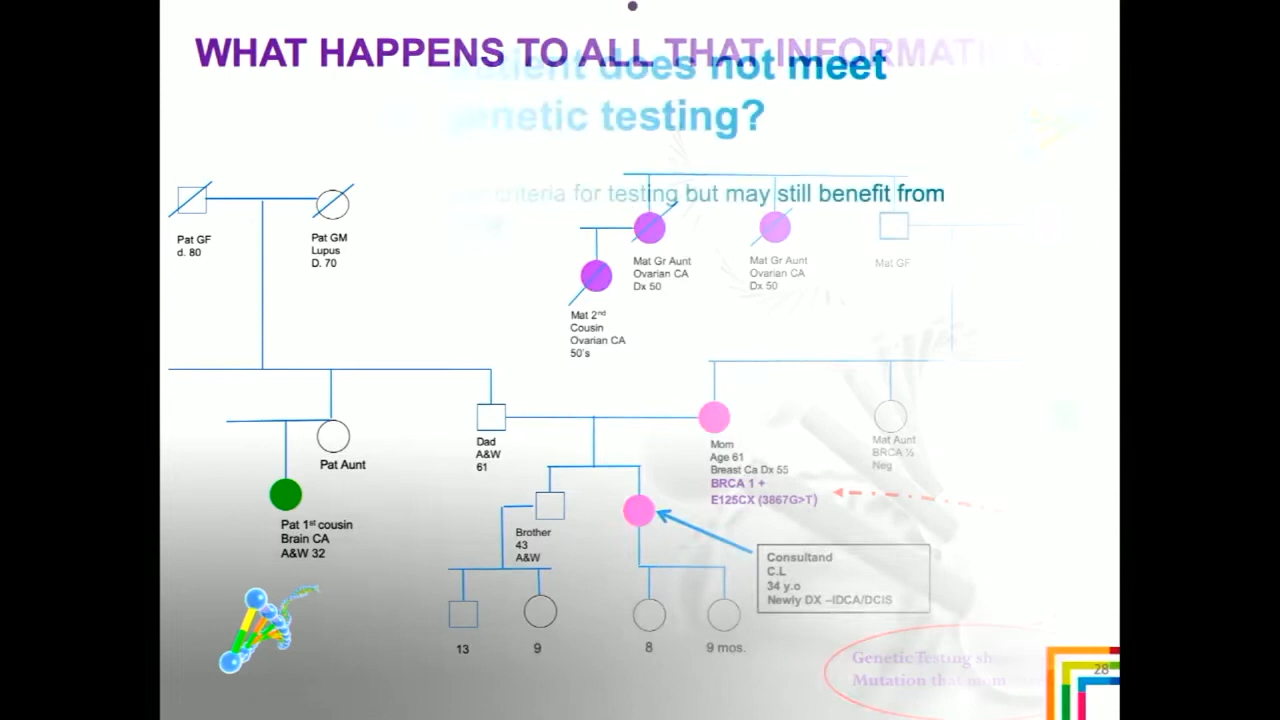 WHAT HAPPENS TO ALL THAT INFORMATION
does not meet
genetic testing?
criteria for testing but may still benefit from
Pat GF
d. 80
Pat GM
Lupus
D. 70
Mat Gr Aunt
Ovarian CA
Dx 50
Mat Gr Aunt
Ovarian CA
Dx 50
Mat GF
Mat 2nd
Cousin
Ovarian CA
50's
Dad
A&W
61
Mom
Age 61
Breast Ca Dx 55
BRCA 1 +
E125CX (3867G>T)
Mat Aunt
BRCA ½
Neg
Pat Aunt
Pat 1st cousin
Brain CA
A&W 32
Brother
43
A&W
Consultand
C.L
34 y.o
Newly DX –IDCA/DCIS
13
9
8
9 mos.
Genetic Testing
Mutation that mom
28